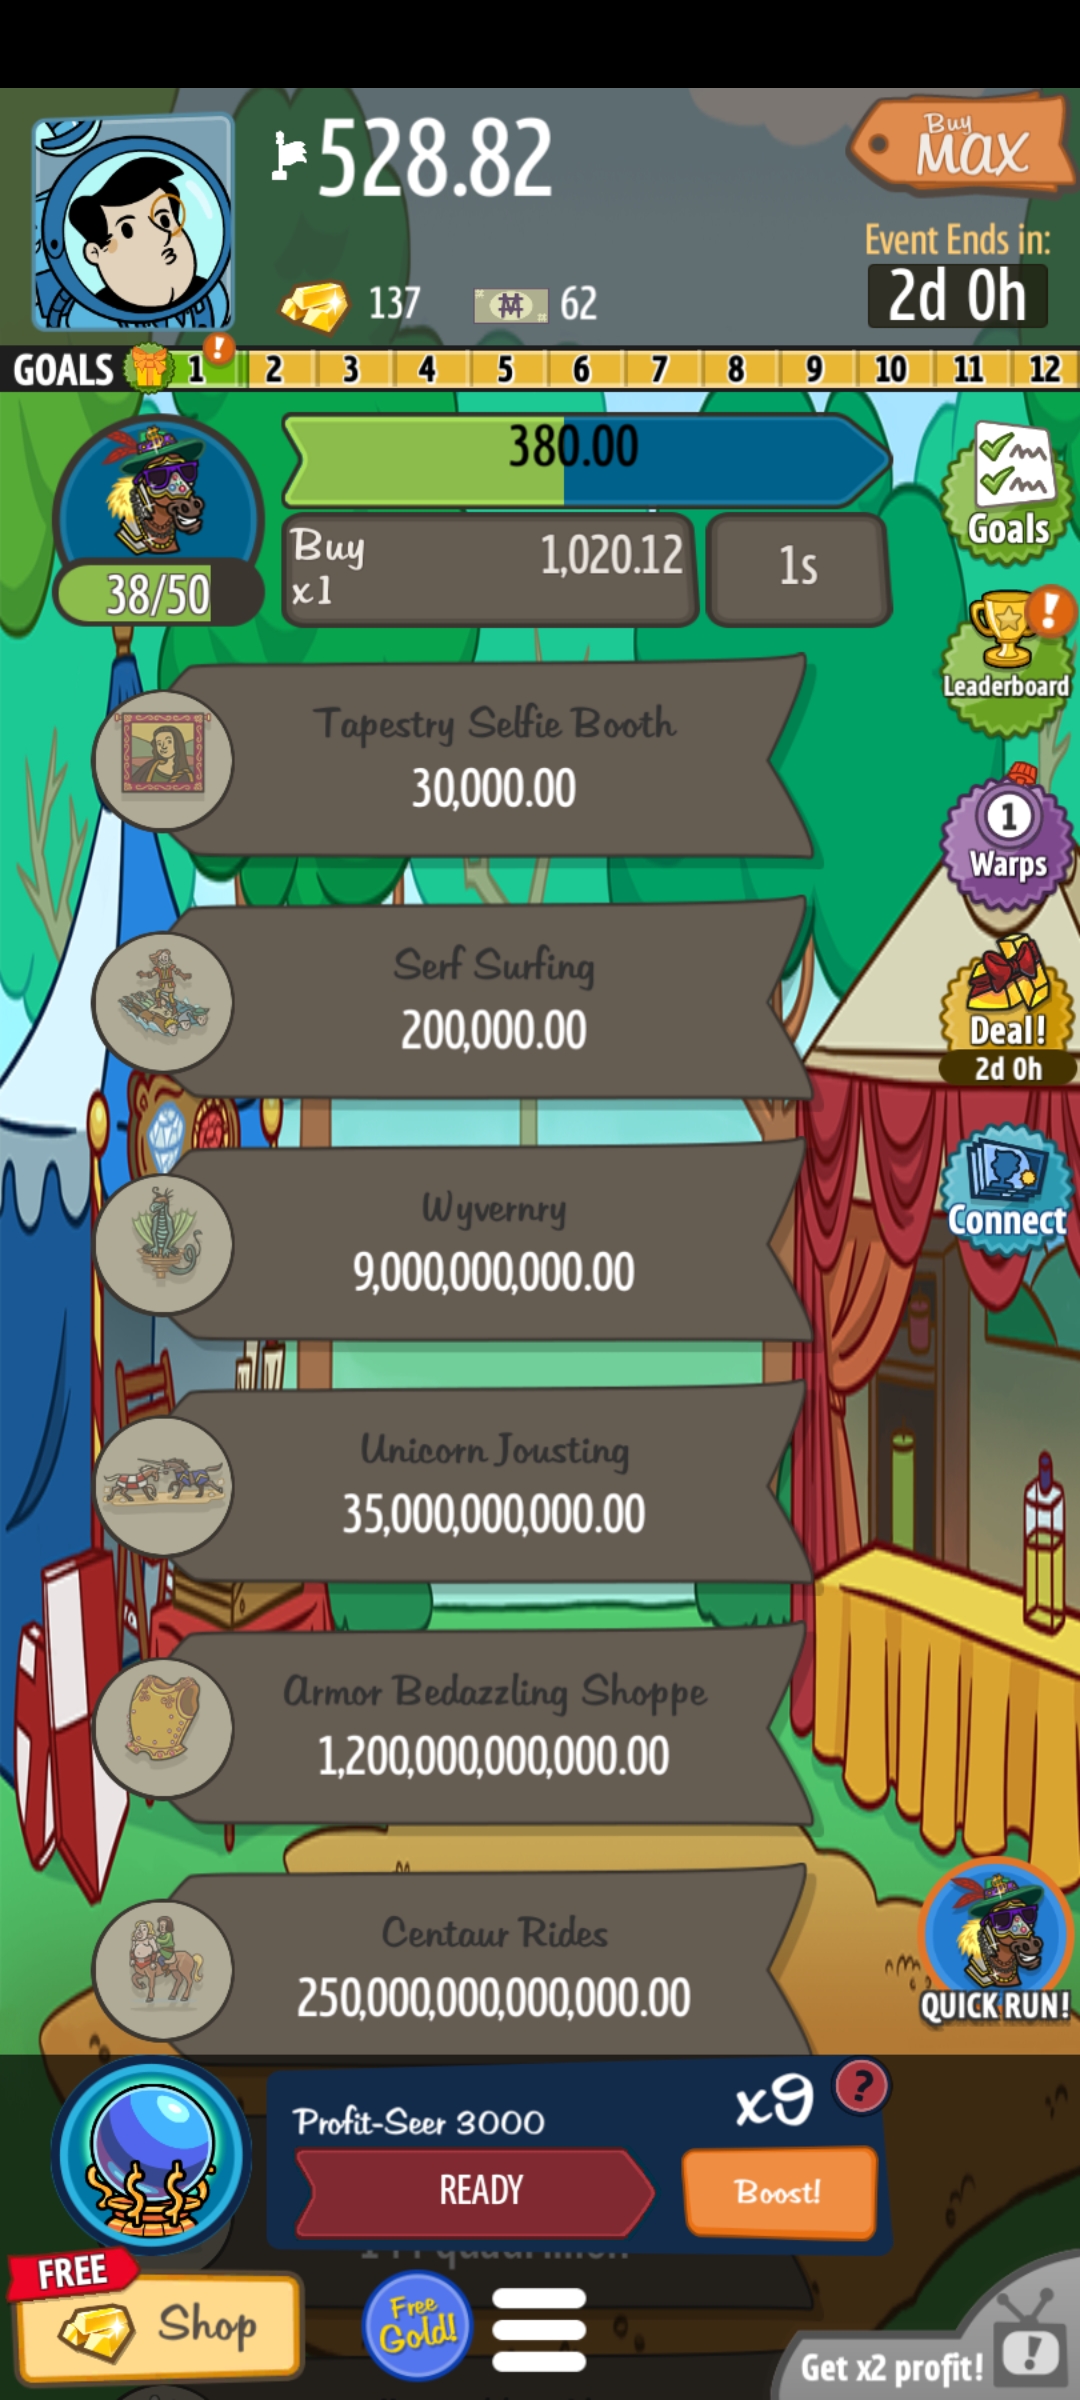 528.82
Buy
MAX
Event Ends in:
2d 0h
137
62
GOALS 1 ! 2 3 4 5 6 7 8 9 10 11 12
380.00
38/50
Buy
x1
1,020.12
1s
Goals
!
Leaderboard
Tapestry Selfie Booth
30,000.00
1
Warps
Serf Surfing
200,000.00
Deal!
2d 0h
Wyvernry
9,000,000,000.00
Connect
Unicorn Jousting
35,000,000,000.00
Armor Bedazzling Shoppe
1,200,000,000,000.00
Centaur Rides
250,000,000,000,000.00
QUICK RUN!
Profit-Seer 3000
x9
?
READY
Boost!
FREE
Shop
Free
Gold!
Get x2 profit!
!